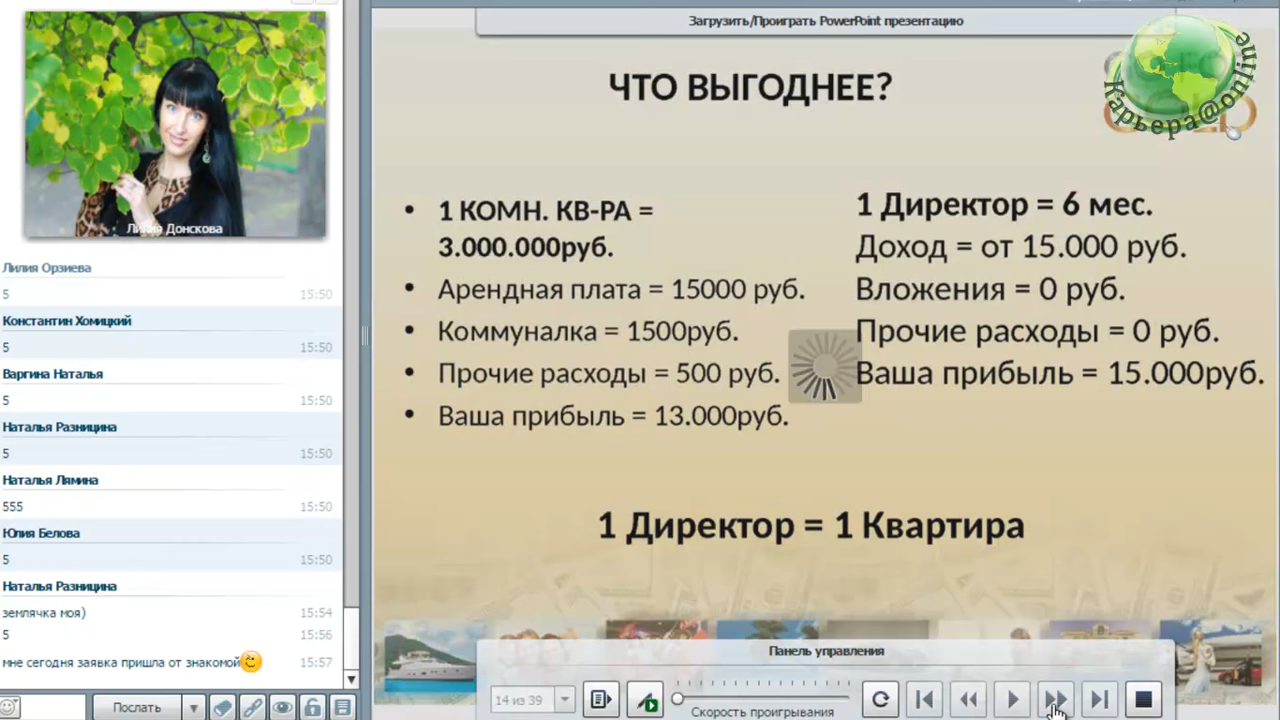 Лилия Донскова
Лилия Орзиева
5 15:50
Константин Хомицкий
5 15:50
Варгина Наталья
5 15:50
Наталья Разницина
5 15:50
Наталья Лямина
555 15:50
Юлия Белова
5 15:50
Наталья Разницина
землячка моя) 15:54
5 15:56
мне сегодня заявка пришла от знакомой 15:57
Послать
Загрузить/Проиграть PowerPoint презентацию
Карьера@online
ЧТО ВЫГОДНЕЕ?
• 1 КОМН. КВ-РА =
3.000.000руб.
• Арендная плата = 15000 руб.
• Коммуналка = 1500руб.
• Прочие расходы = 500 руб.
• Ваша прибыль = 13.000руб.
1 Директор = 6 мес.
Доход = от 15.000 руб.
Вложения = 0 руб.
Прочие расходы = 0 руб.
Ваша прибыль = 15.000руб.
1 Директор = 1 Квартира
Панель управления
14 из 39
Скорость проигрывания